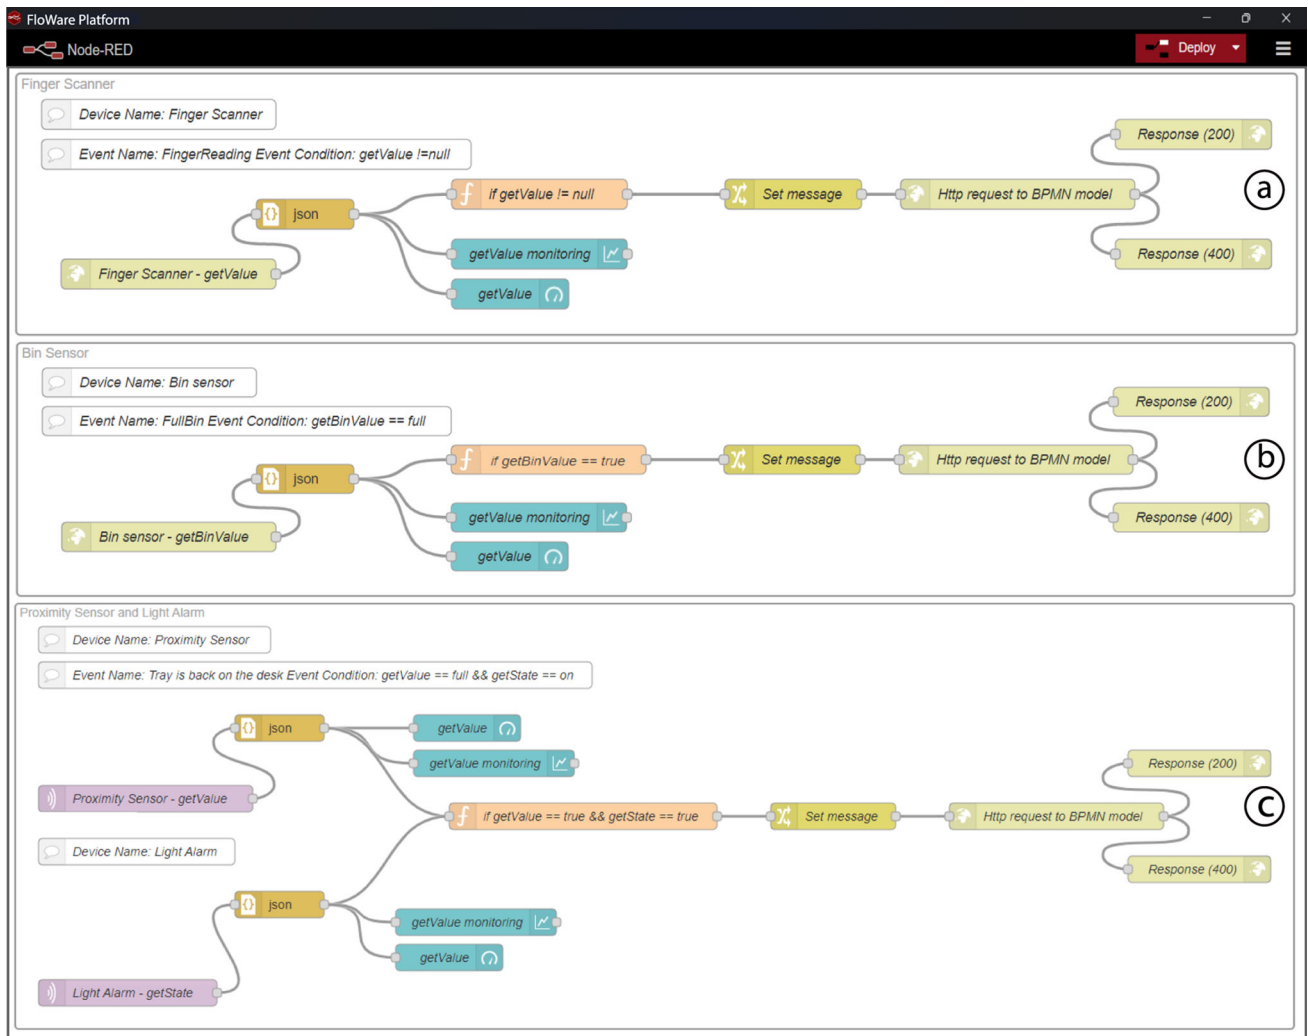 FloWare Platform
Node-RED
Deploy
Finger Scanner
Device Name: Finger Scanner
Event Name: FingerReading Event Condition: getValue !=null
Response (200)
if getValue != null
Set message
Http request to BPMN model
a
json
getValue monitoring
Response (400)
Finger Scanner - getValue
getValue
Bin Sensor
Device Name: Bin sensor
Event Name: FullBin Event Condition: getBinValue == full
Response (200)
if getBinValue == true
Set message
Http request to BPMN model
b
json
getValue monitoring
Response (400)
Bin sensor - getBinValue
getValue
Proximity Sensor and Light Alarm
Device Name: Proximity Sensor
Event Name: Tray is back on the desk Event Condition: getValue == full && getState == on
json
getValue
getValue monitoring
Response (200)
Proximity Sensor - getValue
if getValue == true && getState == true
Set message
Http request to BPMN model
c
Device Name: Light Alarm
Response (400)
json
getValue monitoring
getValue
Light Alarm - getState